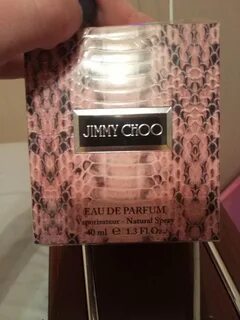 JIMMY CHOO
EAU DE PARFUM
Vaporisateur - Natural Spray
40 ml ℮ 1.3 Fl Oz.